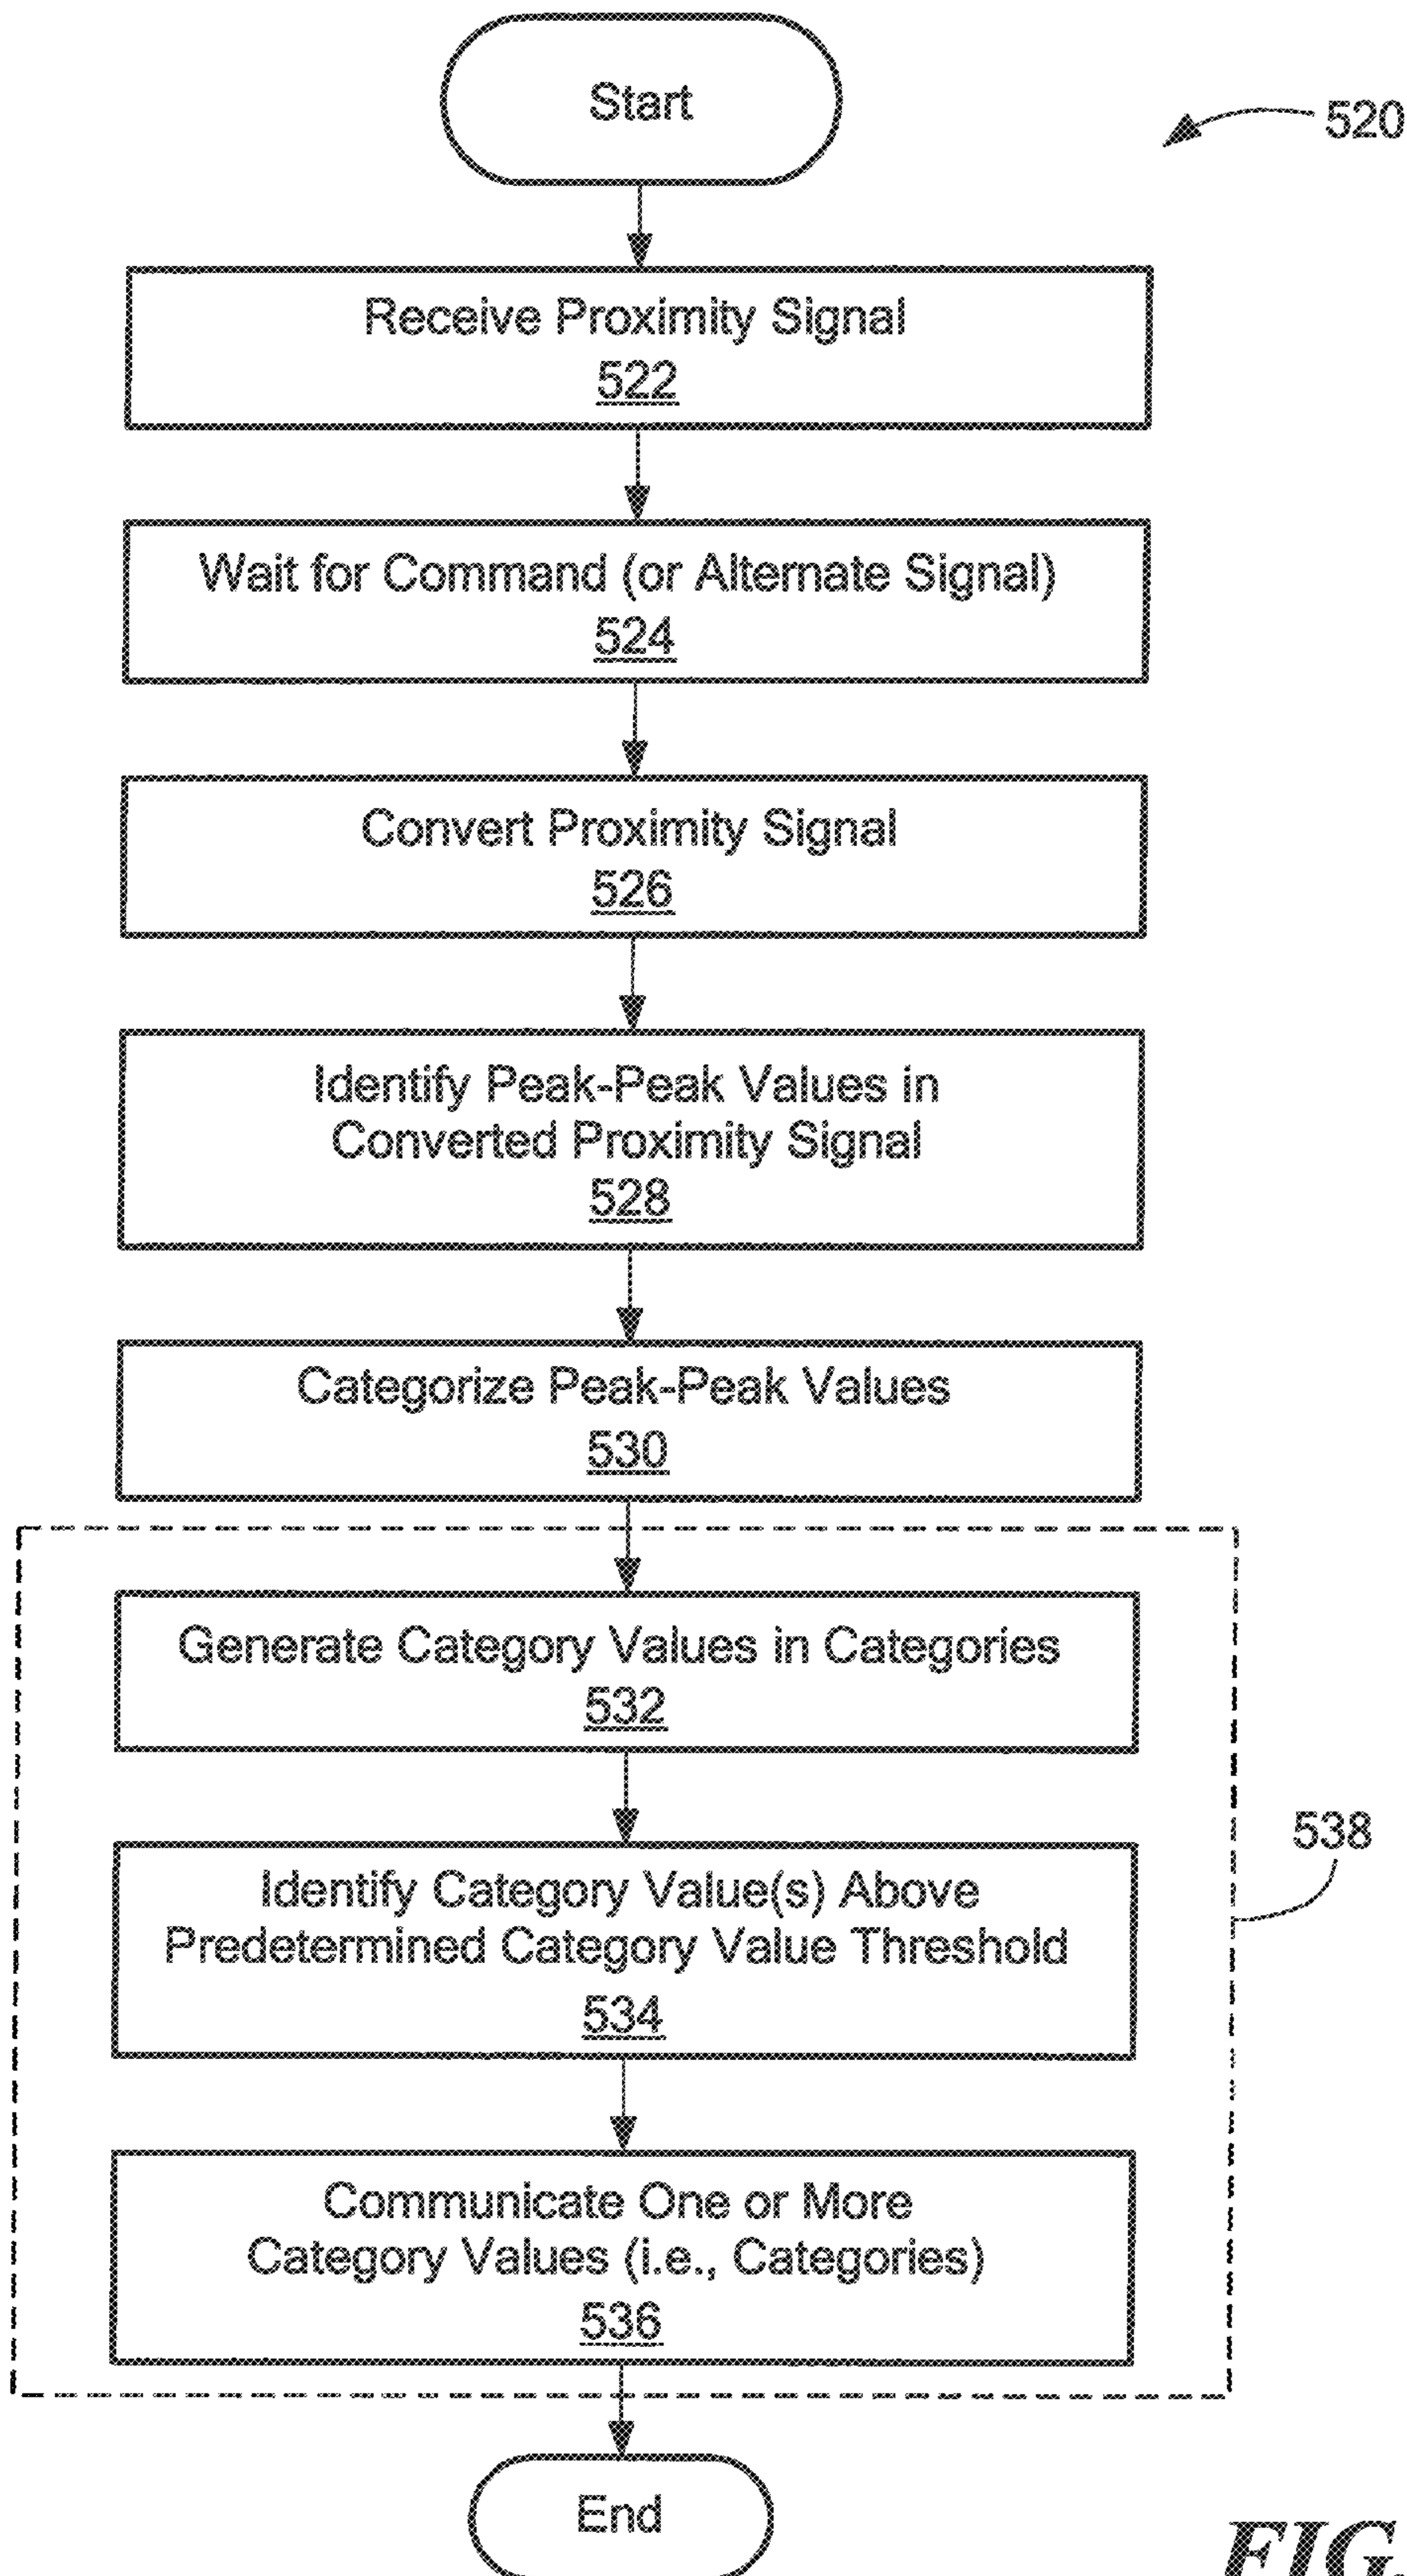 Start
520
Receive Proximity Signal
522
Wait for Command (or Alternate Signal)
524
Convert Proximity Signal
526
Identify Peak-Peak Values in
Converted Proximity Signal
528
Categorize Peak-Peak Values
530
Generate Category Values in Categories
532
538
Identify Category Value(s) Above
Predetermined Category Value Threshold
534
Communicate One or More
Category Values (i.e., Categories)
536
End
FIG.